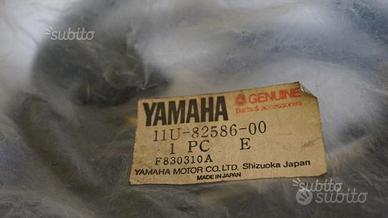 subito
YAMAHA GENUINE
Parts & accessories
11U-82586-00
1 PC E
F830310A
YAMAHA MOTOR CO., LTD. Shizuoka Japan
MADE IN JAPAN
subito
subito